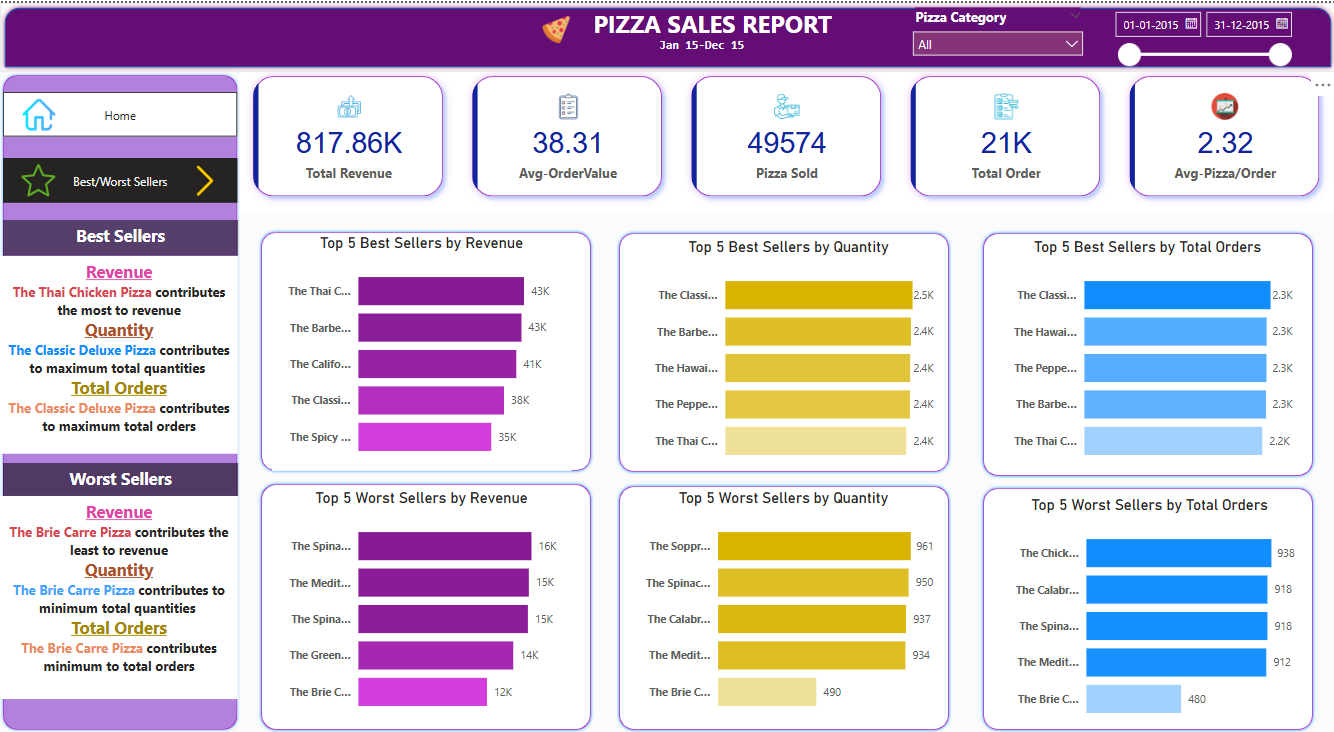 PIZZA SALES REPORT
Jan 15-Dec 15
Pizza Category
All
01-01-2015
31-12-2015
Home
Best/Worst Sellers
Best Sellers
Revenue
The Thai Chicken Pizza contributes
the most to revenue
Quantity
The Classic Deluxe Pizza contributes
to maximum total quantities
Total Orders
The Classic Deluxe Pizza contributes
to maximum total orders
Worst Sellers
Revenue
The Brie Carre Pizza contributes the
least to revenue
Quantity
The Brie Carre Pizza contributes to
minimum total quantities
Total Orders
The Brie Carre Pizza contributes
minimum to total orders
817.86K
Total Revenue
38.31
Avg-OrderValue
49574
Pizza Sold
21K
Total Order
2.32
Avg-Pizza/Order
Top 5 Best Sellers by Revenue
The Thai C... 43K
The Barbe... 43K
The Califo... 41K
The Classi... 38K
The Spicy ... 35K
Top 5 Best Sellers by Quantity
The Classi... 2.5K
The Barbe... 2.4K
The Hawai... 2.4K
The Peppe... 2.4K
The Thai C... 2.4K
Top 5 Best Sellers by Total Orders
The Classi... 2.3K
The Hawai... 2.3K
The Peppe... 2.3K
The Barbe... 2.3K
The Thai C... 2.2K
Top 5 Worst Sellers by Revenue
The Spina... 16K
The Medit... 15K
The Spina... 15K
The Green... 14K
The Brie C... 12K
Top 5 Worst Sellers by Quantity
The Soppr... 961
The Spinac... 950
The Calabr... 937
The Medit... 934
The Brie C... 490
Top 5 Worst Sellers by Total Orders
The Chick... 938
The Calabr... 918
The Spina... 918
The Medit... 912
The Brie C... 480